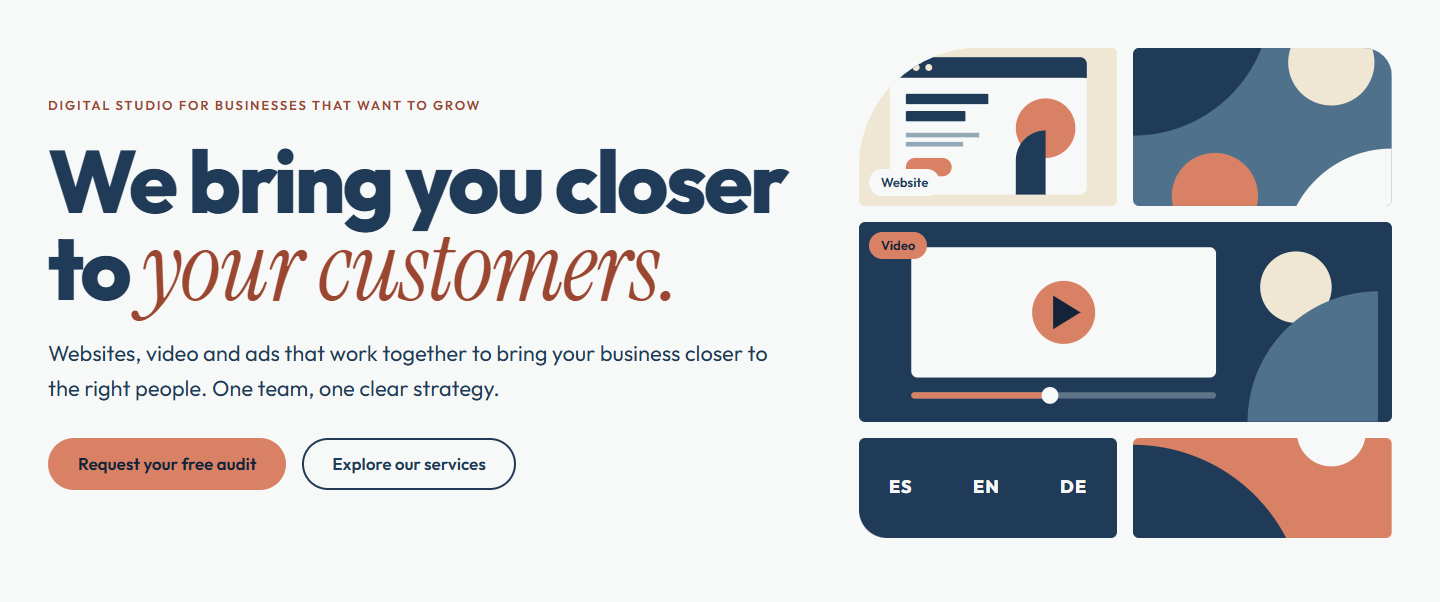 DIGITAL STUDIO FOR BUSINESSES THAT WANT TO GROW
We bring you closer
to your customers.
Websites, video and ads that work together to bring your business closer to
the right people. One team, one clear strategy.
Request your free audit
Explore our services
Website
Video
ES EN DE